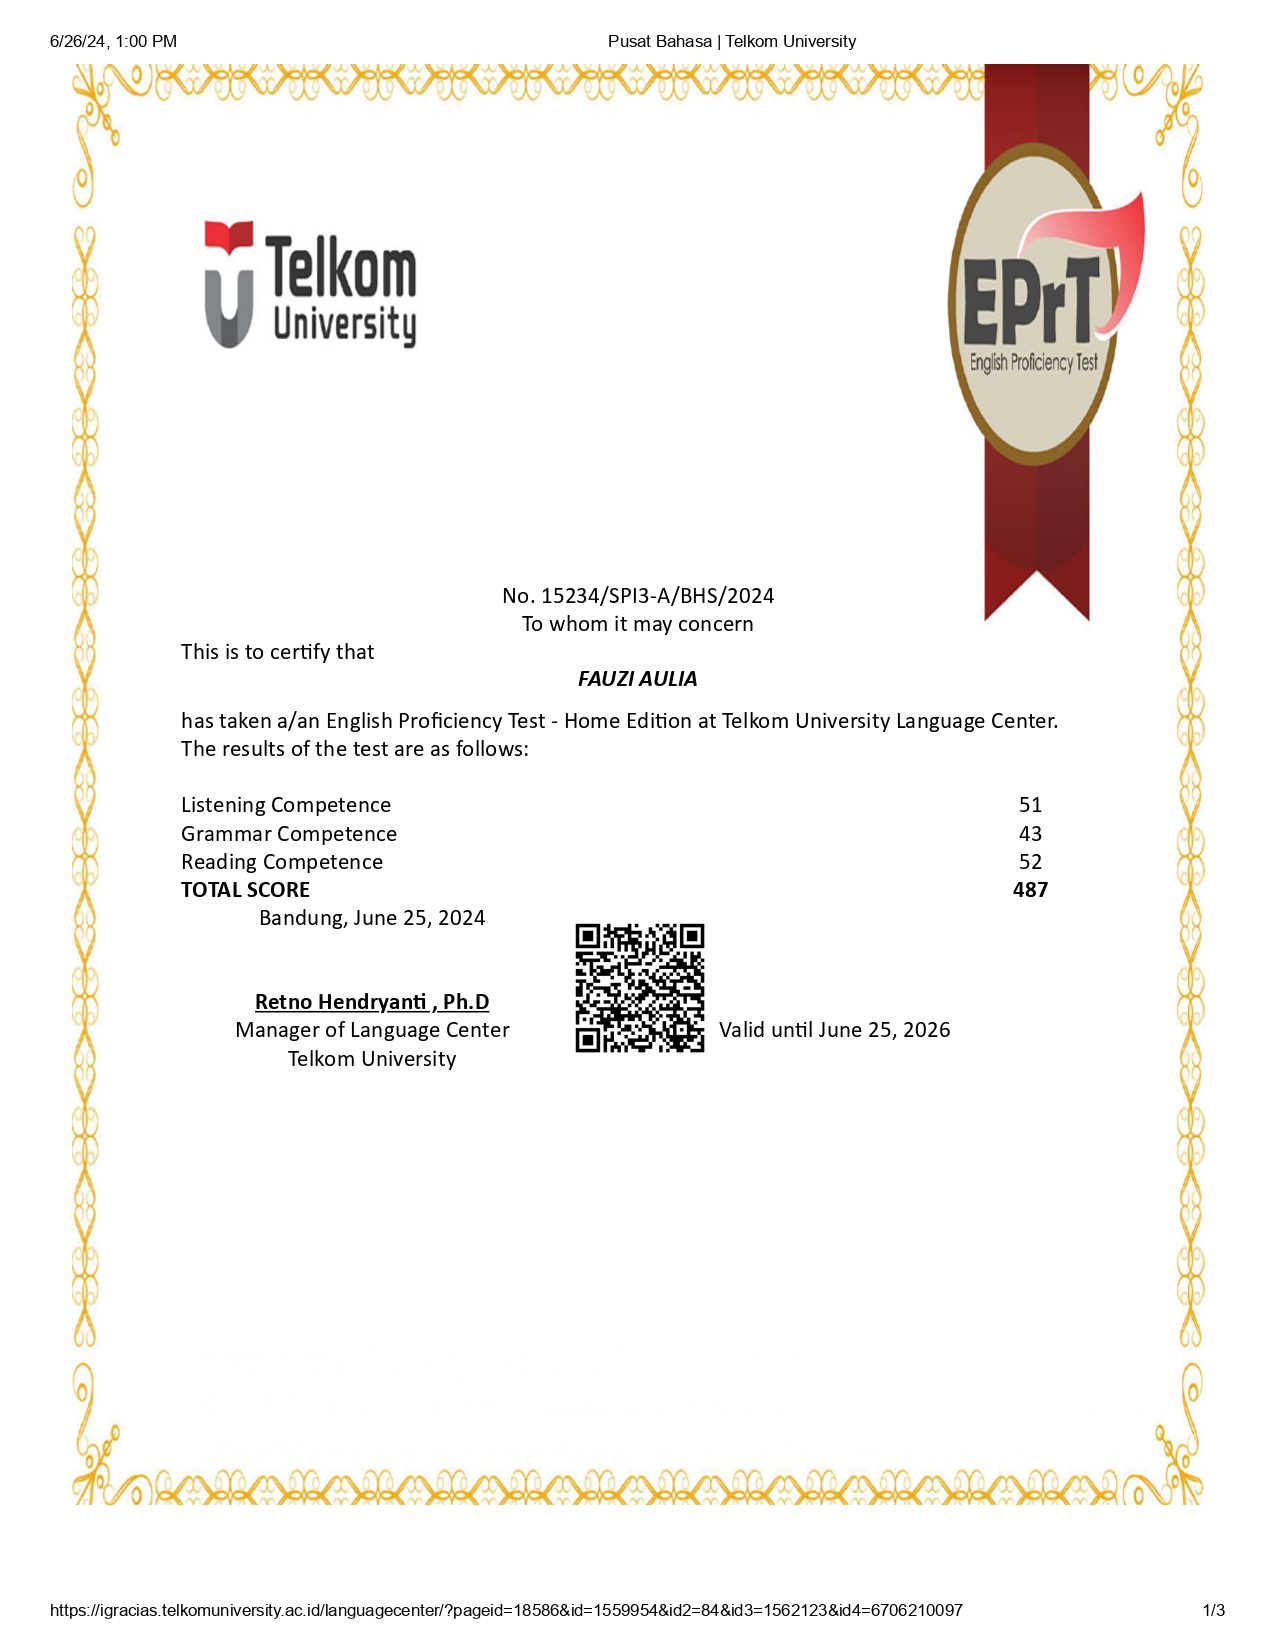 6/26/24, 1:00 PM
Pusat Bahasa | Telkom University
Telkom
University
EPrT
English Proficiency Test
No. 15234/SPI3-A/BHS/2024
To whom it may concern
This is to certify that
FAUZI AULIA
has taken a/an English Proficiency Test - Home Edition at Telkom University Language Center.
The results of the test are as follows:
Listening Competence 51
Grammar Competence 43
Reading Competence 52
TOTAL SCORE 487
Bandung, June 25, 2024
Retno Hendryanti , Ph.D
Manager of Language Center
Telkom University
Valid until June 25, 2026
https://igracias.telkomuniversity.ac.id/languagecenter/?pageid=18586&id=1559954&id2=84&id3=1562123&id4=6706210097
1/3